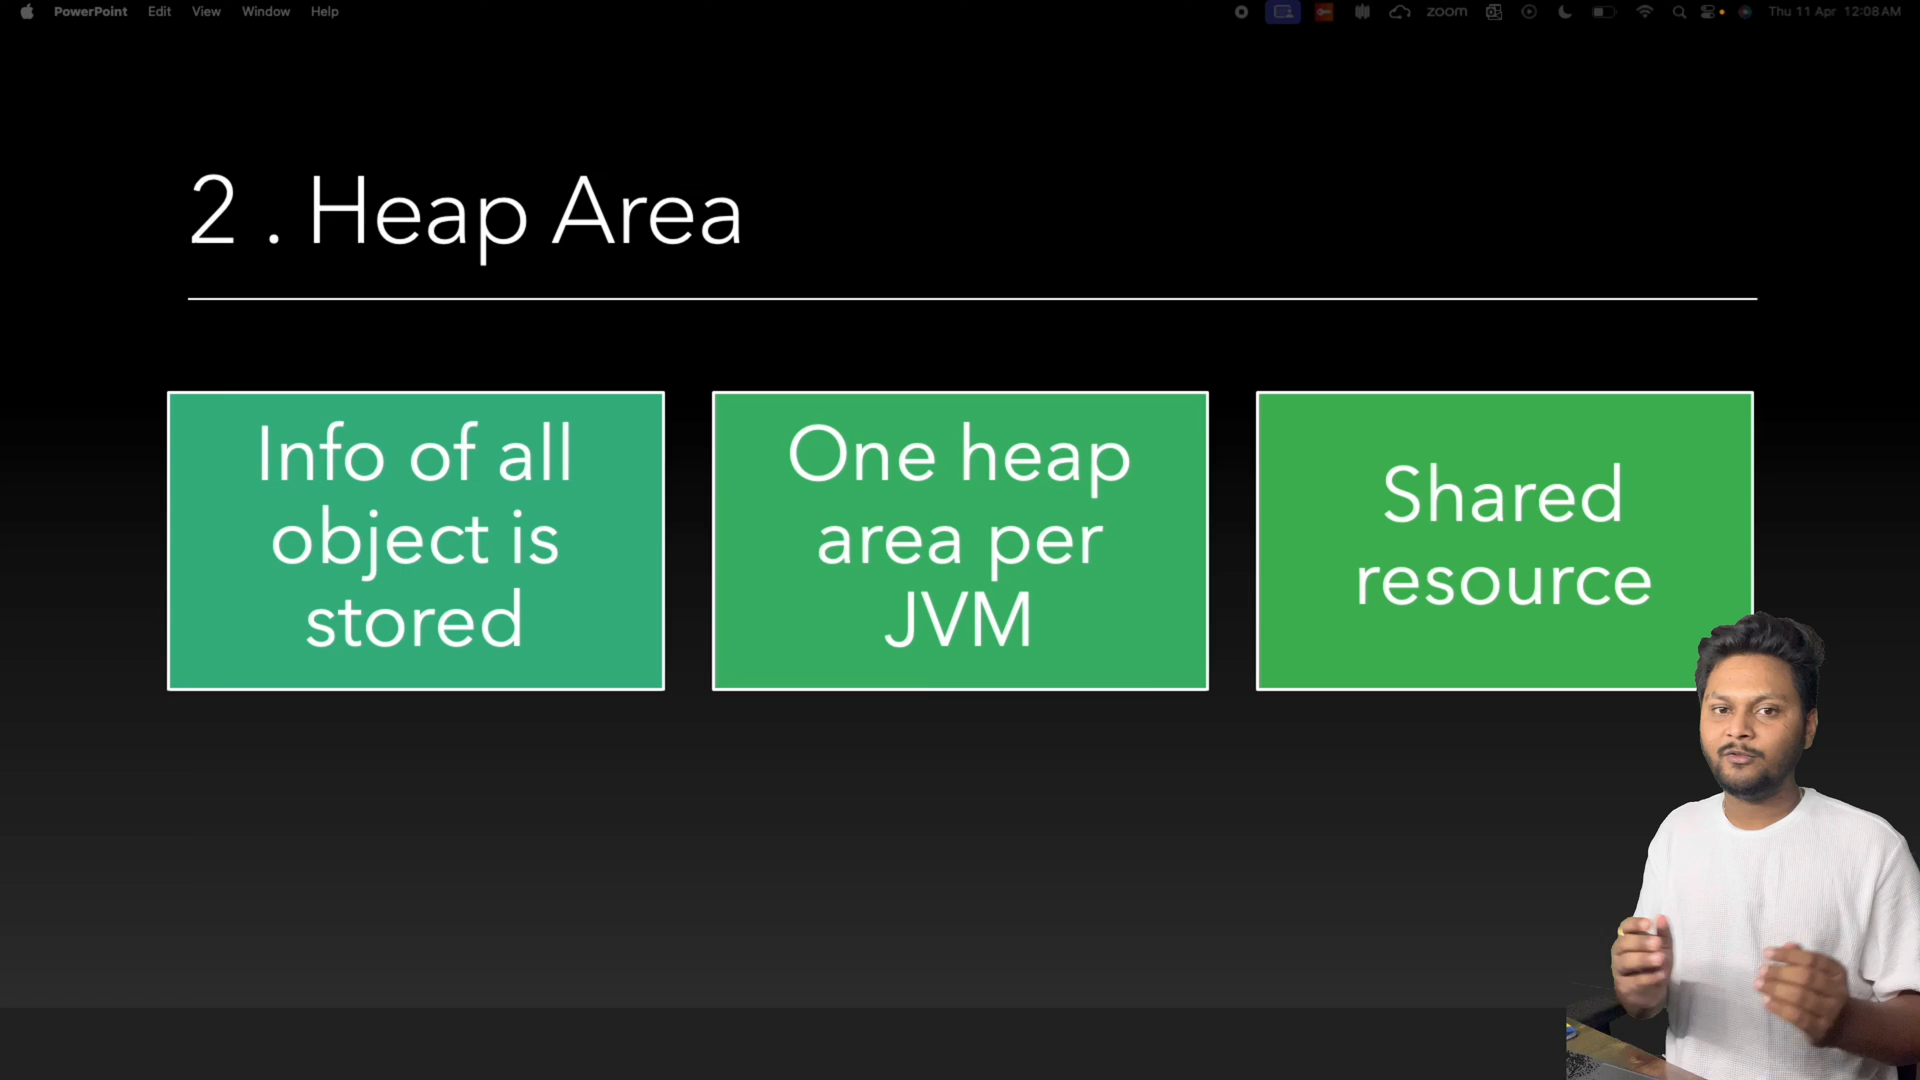 PowerPoint Edit View Window Help
zoom Thu 11 Apr 12:08 AM
2 . Heap Area
Info of all
object is
stored
One heap
area per
JVM
Shared
resource